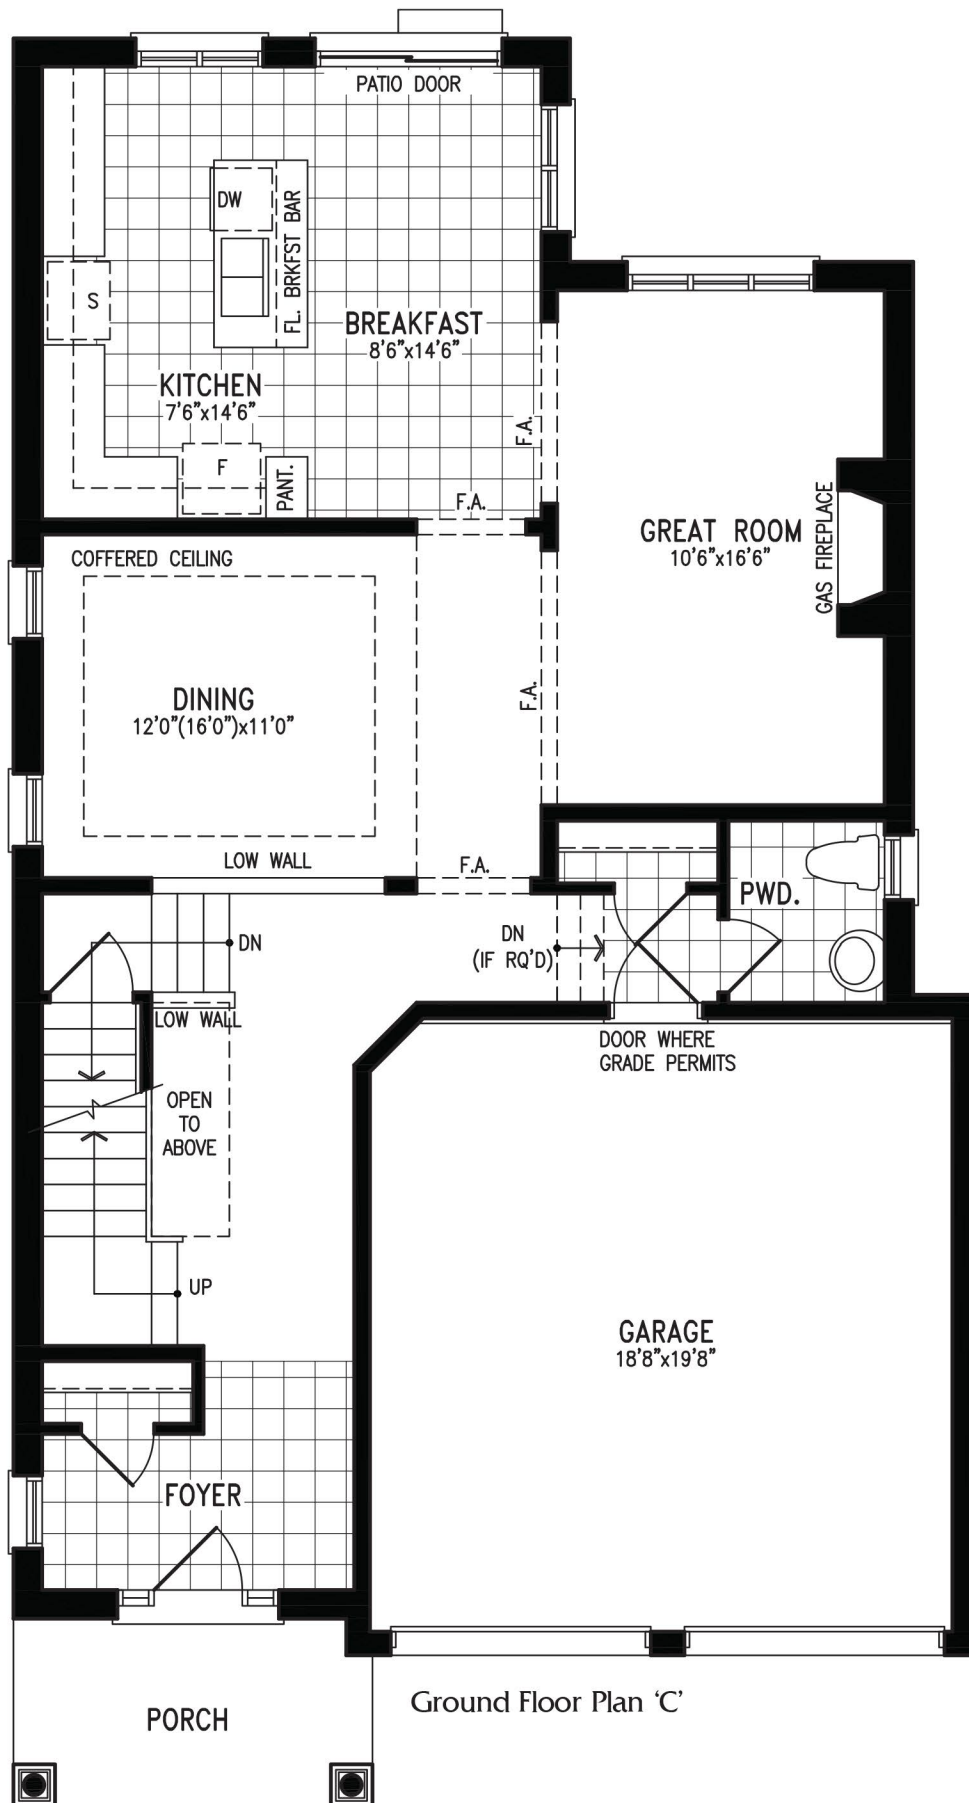 PATIO DOOR
DW
FL. BRKFST BAR
S
BREAKFAST
8'6"x14'6"
KITCHEN
7'6"x14'6"
F
PANT.
F.A.
F.A.
GREAT ROOM
10'6"x16'6"
GAS FIREPLACE
COFFERED CEILING
DINING
12'0"(16'0")x11'0"
F.A.
LOW WALL
F.A.
PWD.
DN
DN
(IF RQ'D)
LOW WALL
DOOR WHERE
GRADE PERMITS
OPEN
TO
ABOVE
UP
GARAGE
18'8"x19'8"
FOYER
Ground Floor Plan ‘C’
PORCH